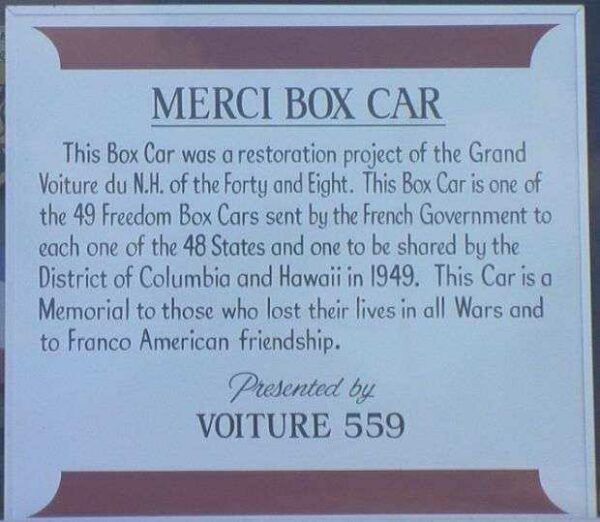 MERCI BOX CAR
This Box Car was a restoration project of the Grand
Voiture du N.H. of the Forty and Eight. This Box Car is one of
the 49 Freedom Box Cars sent by the French Government to
each one of the 48 States and one to be shared by the
District of Columbia and Hawaii in 1949. This Car is a
Memorial to those who lost their lives in all Wars and
to Franco American friendship.
Presented by
VOITURE 559